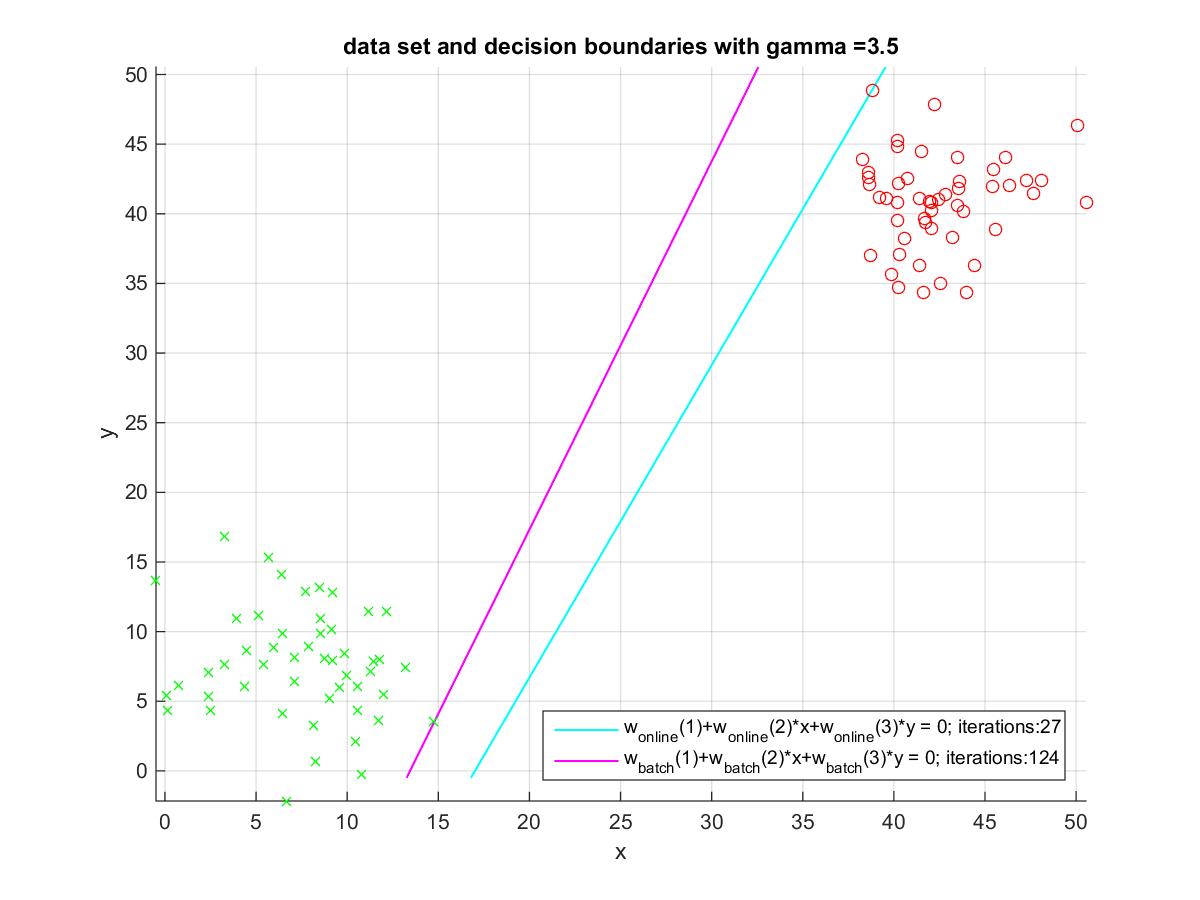 data set and decision boundaries with gamma =3.5
50
45
40
35
30
25
20
15
10
5
0
y
w_online(1)+w_online(2)*x+w_online(3)*y = 0; iterations:27
w_batch(1)+w_batch(2)*x+w_batch(3)*y = 0; iterations:124
0 5 10 15 20 25 30 35 40 45 50
x